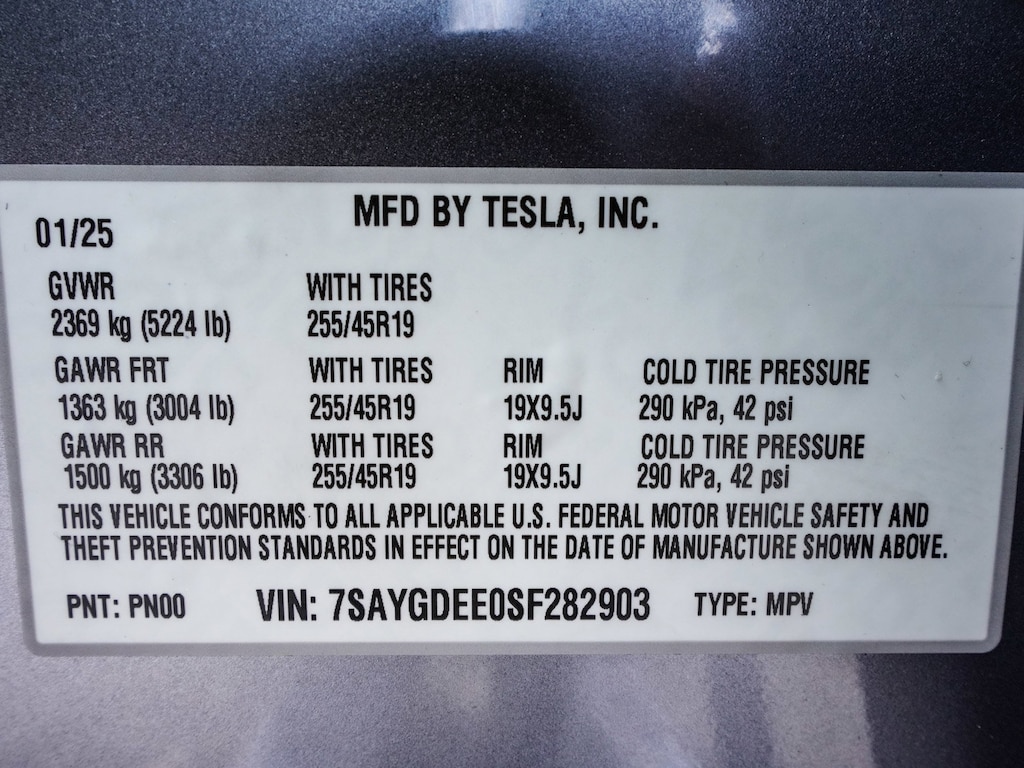 MFD BY TESLA, INC.
01/25
GVWR WITH TIRES
2369 kg (5224 lb) 255/45R19
GAWR FRT WITH TIRES RIM COLD TIRE PRESSURE
1363 kg (3004 lb) 255/45R19 19X9.5J 290 kPa, 42 psi
GAWR RR WITH TIRES RIM COLD TIRE PRESSURE
1500 kg (3306 lb) 255/45R19 19X9.5J 290 kPa, 42 psi
THIS VEHICLE CONFORMS TO ALL APPLICABLE U.S. FEDERAL MOTOR VEHICLE SAFETY AND
THEFT PREVENTION STANDARDS IN EFFECT ON THE DATE OF MANUFACTURE SHOWN ABOVE.
PNT: PN00 VIN: 7SAYGDEE0SF282903 TYPE: MPV